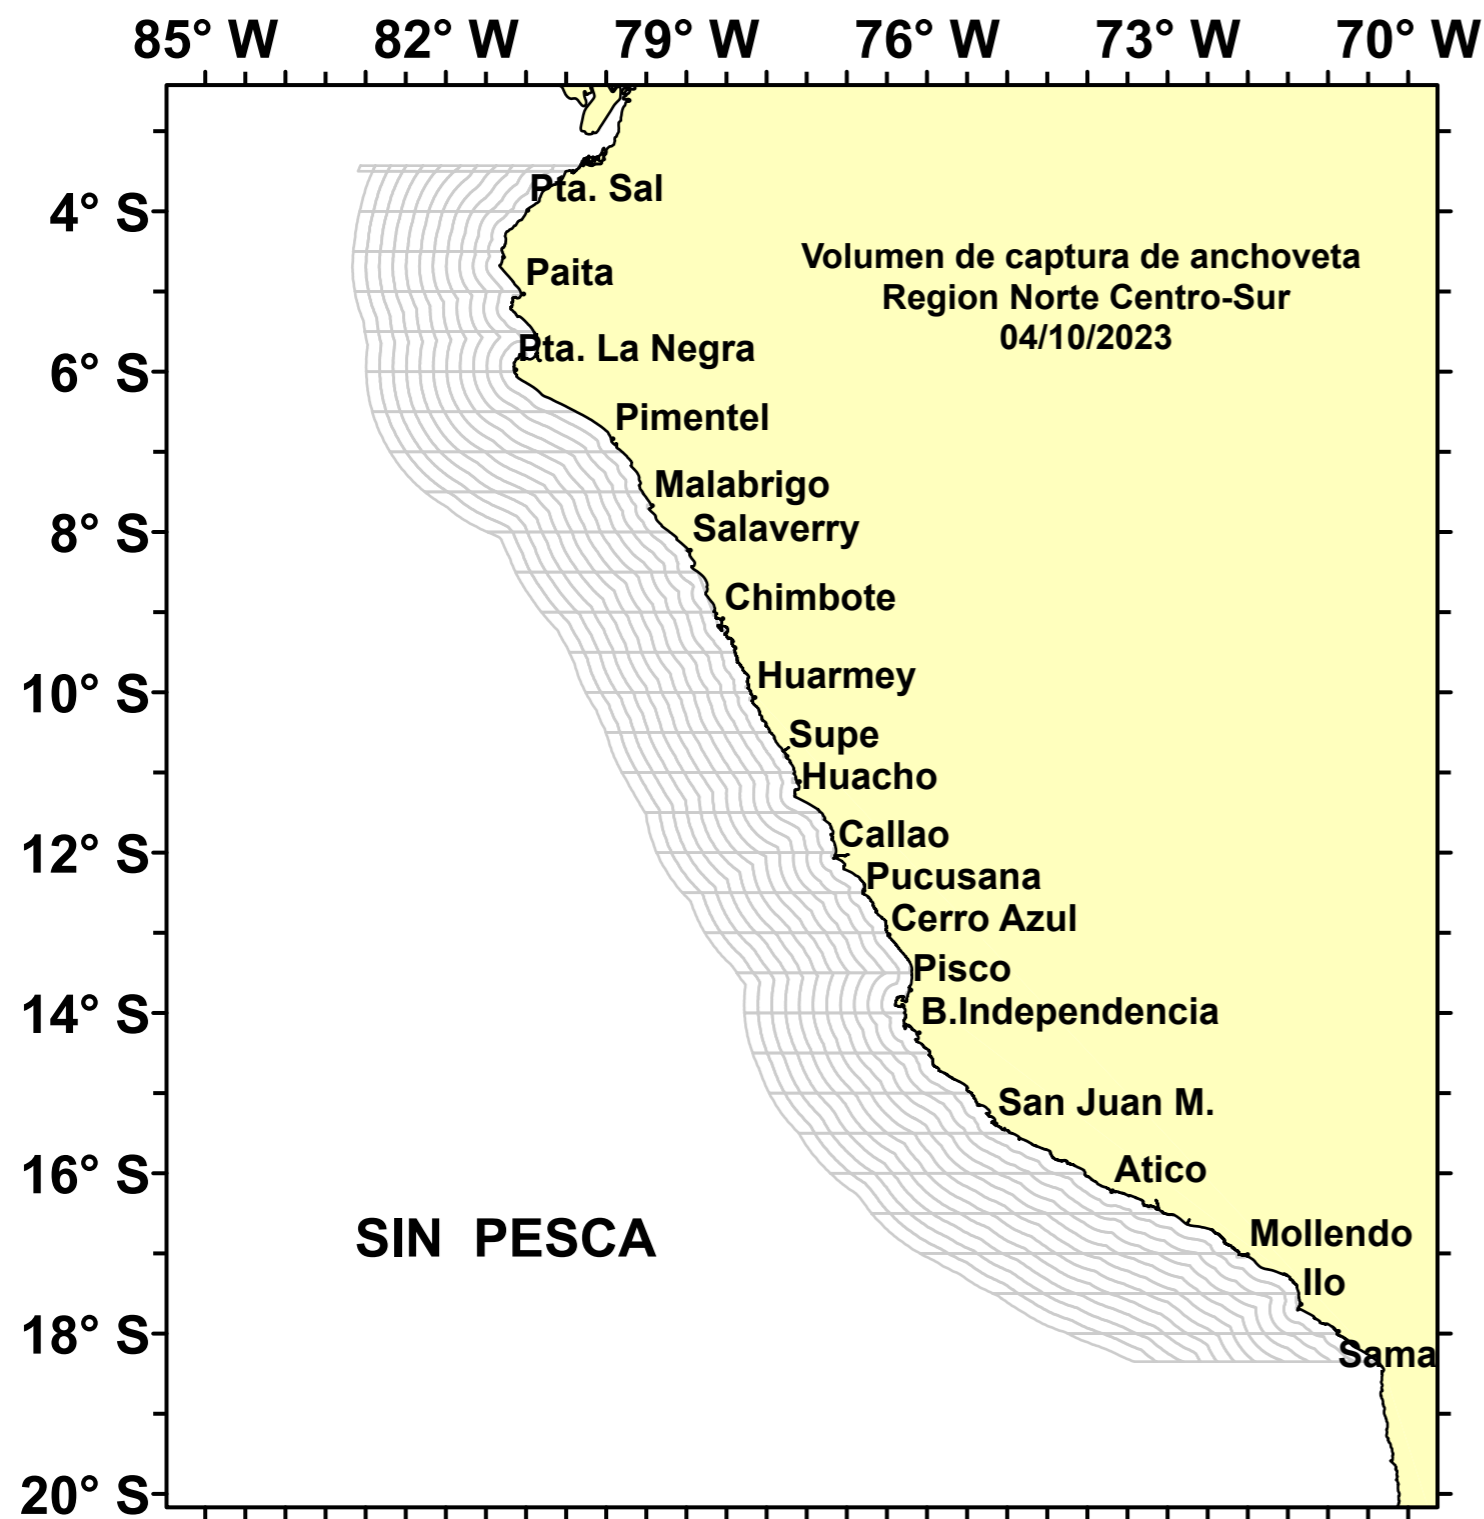 85° W 82° W 79° W 76° W 73° W 70° W
4° S
6° S
8° S
10° S
12° S
14° S
16° S
18° S
20° S
Volumen de captura de anchoveta
Region Norte Centro-Sur
04/10/2023
Pta. Sal
Paita
Pta. La Negra
Pimentel
Malabrigo
Salaverry
Chimbote
Huarmey
Supe
Huacho
Callao
Pucusana
Cerro Azul
Pisco
B.Independencia
San Juan M.
Atico
Mollendo
Ilo
Sama
SIN PESCA